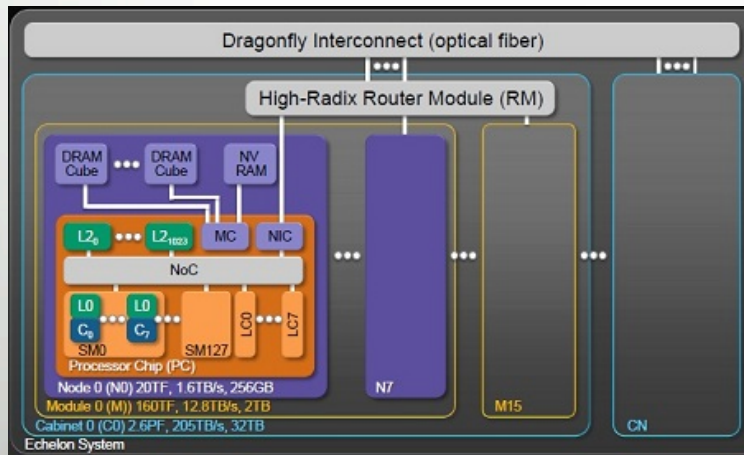 Dragonfly Interconnect (optical fiber)
High-Radix Router Module (RM)
DRAM Cube
DRAM Cube
NV RAM
L2₀
L2₁₀₂₃
MC
NIC
NoC
L0
L0
C₀
C₇
SM0
SM127
LC0
LC7
Processor Chip (PC)
Node 0 (N0) 20TF, 1.6TB/s, 256GB
N7
Module 0 (M)) 160TF, 12.8TB/s, 2TB
M15
Cabinet 0 (C0) 2.6PF, 205TB/s, 32TB
CN
Echelon System